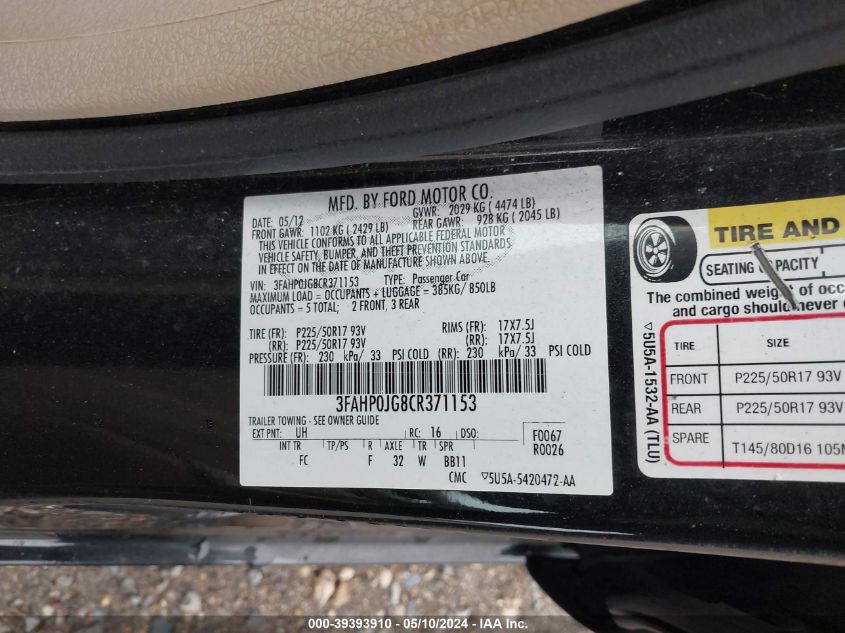 MFD. BY FORD MOTOR CO.
DATE: 05/12 GVWR: 2029 KG ( 4474 LB)
FRONT GAWR: 1102 KG ( 2429 LB) REAR GAWR: 928 KG ( 2045 LB)
THIS VEHICLE CONFORMS TO ALL APPLICABLE FEDERAL MOTOR
VEHICLE SAFETY, BUMPER, AND THEFT PREVENTION STANDARDS
IN EFFECT ON THE DATE OF MANUFACTURE SHOWN ABOVE.
VIN: 3FAHP0JG8CR371153 TYPE: Passenger Car
MAXIMUM LOAD = OCCUPANTS + LUGGAGE = 385KG/ 850LB
OCCUPANTS = 5 TOTAL; 2 FRONT, 3 REAR
TIRE (FR): P225/50R17 93V RIMS (FR): 17X7.5J
(RR): P225/50R17 93V (RR): 17X7.5J
PRESSURE (FR): 230 kPa/ 33 PSI COLD (RR): 230 kPa/ 33 PSI COLD
3FAHP0JG8CR371153
TRAILER TOWING - SEE OWNER GUIDE
EXT PNT: UH RC: 16 DSO: F0067
INT TR TP/PS R AXLE TR SPR R0026
FC F 32 W BB11
CMC ▽5U5A-5420472-AA
TIRE AND
SEATING CAPACITY
The combined weight of occ
and cargo should never
TIRE SIZE
FRONT P225/50R17 93V
REAR P225/50R17 93V
SPARE T145/80D16 105M
▽5U5A-1532-AA (TLU)
000-39393910 - 05/10/2024 - IAA Inc.